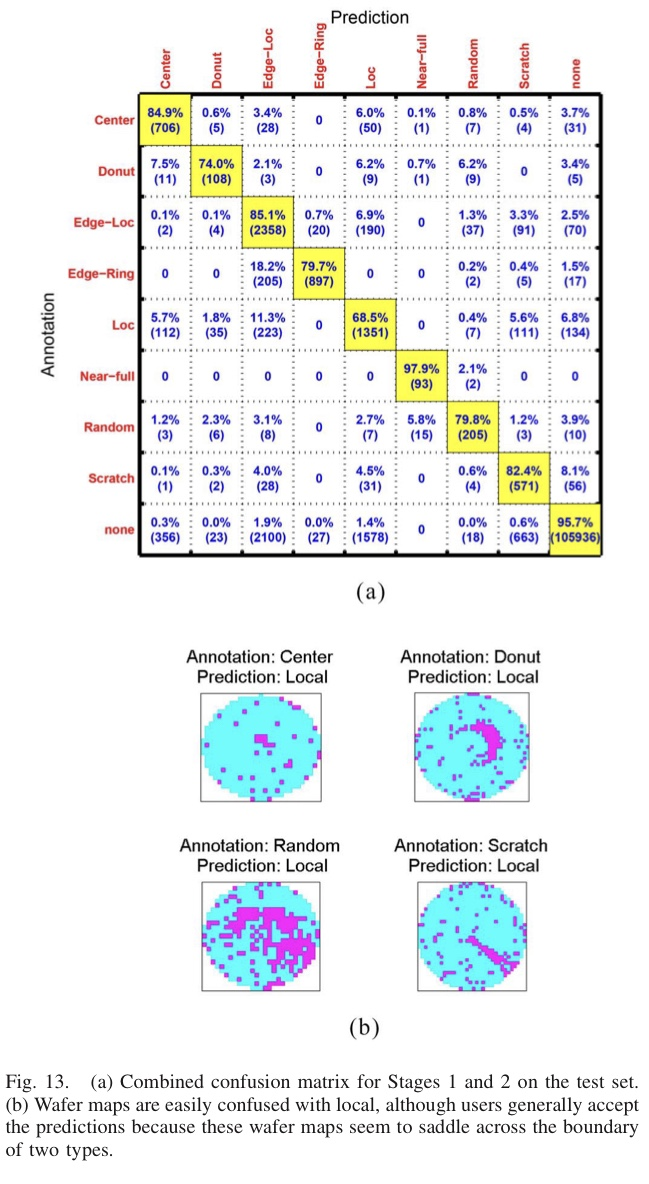 Prediction
Center Donut Edge-Loc Edge-Ring Loc Near-full Random Scratch none
Annotation
Center 84.9% 0.6% 3.4% 0 6.0% 0.1% 0.8% 0.5% 3.7%
(706) (5) (28) (50) (1) (7) (4) (31)
Donut 7.5% 74.0% 2.1% 0 6.2% 0.7% 6.2% 0 3.4%
(11) (108) (3) (9) (1) (9) (5)
Edge-Loc 0.1% 0.1% 85.1% 0.7% 6.9% 0 1.3% 3.3% 2.5%
(2) (4) (2358) (20) (190) (37) (91) (70)
Edge-Ring 0 0 18.2% 79.7% 0 0 0.2% 0.4% 1.5%
(205) (897) (2) (5) (17)
Loc 5.7% 1.8% 11.3% 0 68.5% 0 0.4% 5.6% 6.8%
(112) (35) (223) (1351) (7) (111) (134)
Near-full 0 0 0 0 0 97.9% 2.1% 0 0
(93) (2)
Random 1.2% 2.3% 3.1% 0 2.7% 5.8% 79.8% 1.2% 3.9%
(3) (6) (8) (7) (15) (205) (3) (10)
Scratch 0.1% 0.3% 4.0% 0 4.5% 0 0.6% 82.4% 8.1%
(1) (2) (28) (31) (4) (571) (56)
none 0.3% 0.0% 1.9% 0.0% 1.4% 0 0.0% 0.6% 95.7%
(356) (23) (2100) (27) (1578) (18) (663) (105936)
(a)
Annotation: Center
Prediction: Local
Annotation: Donut
Prediction: Local
Annotation: Random
Prediction: Local
Annotation: Scratch
Prediction: Local
(b)
Fig. 13. (a) Combined confusion matrix for Stages 1 and 2 on the test set.
(b) Wafer maps are easily confused with local, although users generally accept
the predictions because these wafer maps seem to saddle across the boundary
of two types.